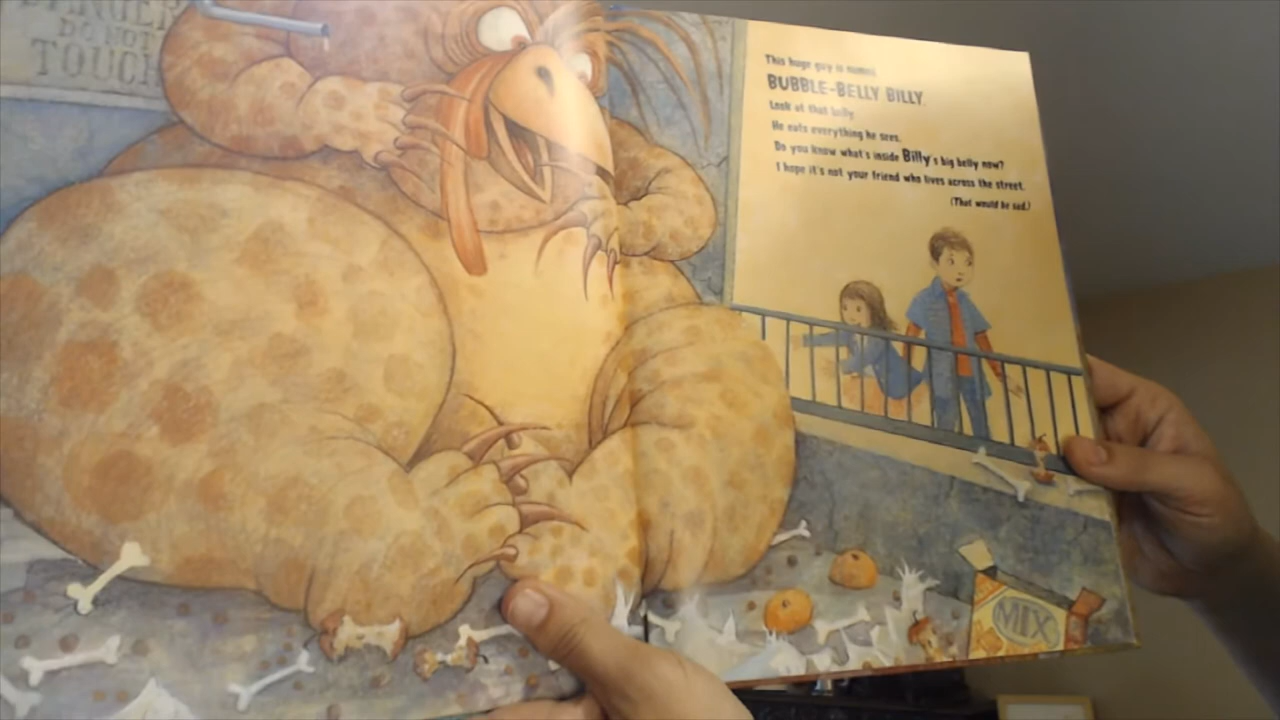 DANGER
DO NOT
TOUCH
This huge guy is named
BUBBLE-BELLY BILLY.
Look at that belly.
He eats everything he sees.
Do you know what's inside Billy's big belly now?
I hope it's not your friend who lives across the street.
(That would be sad.)
MIX